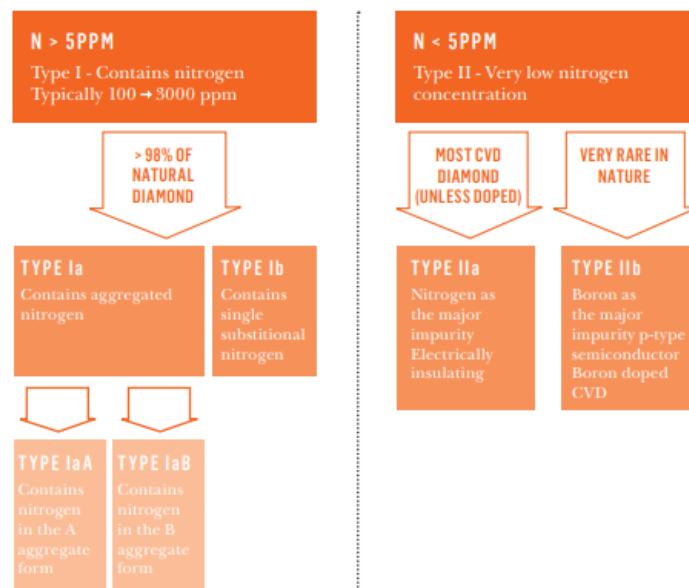 N > 5PPM
Type I - Contains nitrogen
Typically 100 → 3000 ppm
> 98% OF
NATURAL
DIAMOND
TYPE Ia
Contains aggregated
nitrogen
TYPE Ib
Contains
single
substitional
nitrogen
TYPE IaA
Contains
nitrogen
in the A
aggregate
form
TYPE IaB
Contains
nitrogen
in the B
aggregate
form
N < 5PPM
Type II - Very low nitrogen
concentration
MOST CVD
DIAMOND
(UNLESS DOPED)
VERY RARE IN
NATURE
TYPE IIa
Nitrogen as
the major
impurity
Electrically
insulating
TYPE IIb
Boron as
the major
impurity p-type
semiconductor
Boron doped
CVD